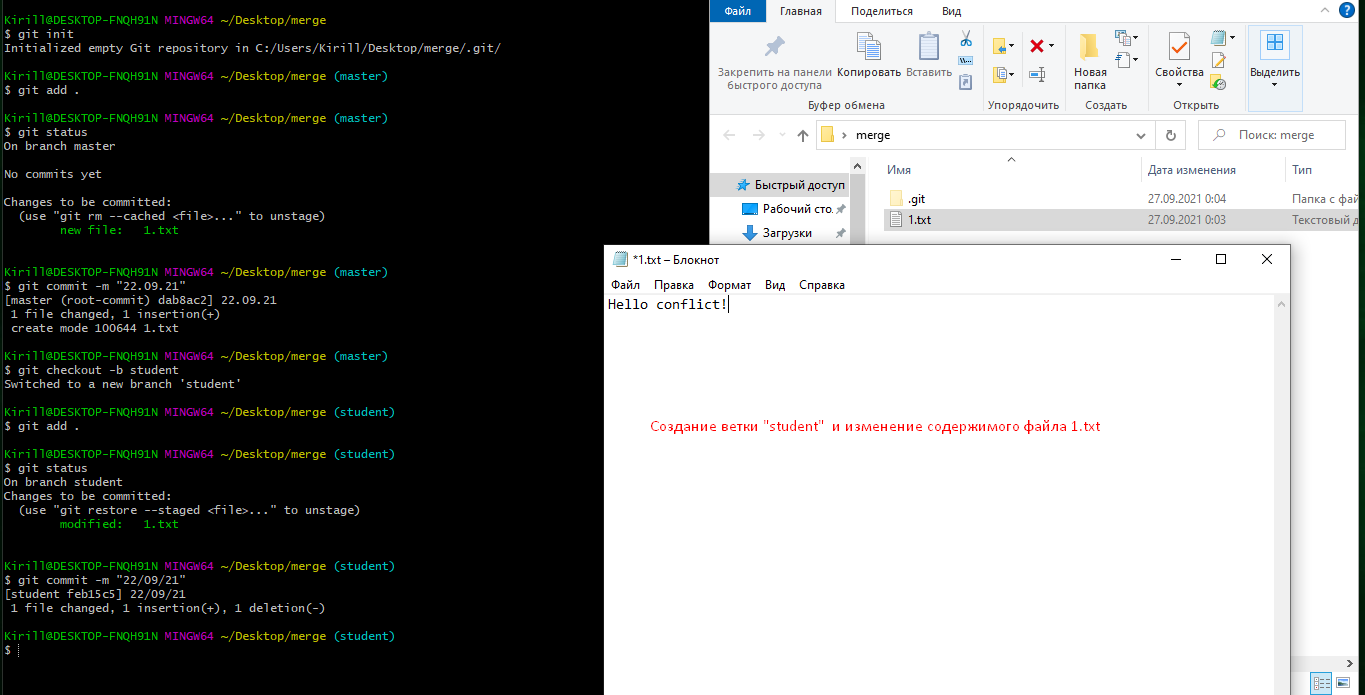 Kirill@DESKTOP-FNQH91N MINGW64 ~/Desktop/merge
$ git init
Initialized empty Git repository in C:/Users/Kirill/Desktop/merge/.git/
Kirill@DESKTOP-FNQH91N MINGW64 ~/Desktop/merge (master)
$ git add .
Kirill@DESKTOP-FNQH91N MINGW64 ~/Desktop/merge (master)
$ git status
On branch master
No commits yet
Changes to be committed:
(use "git rm --cached <file>..." to unstage)
new file:   1.txt
Kirill@DESKTOP-FNQH91N MINGW64 ~/Desktop/merge (master)
$ git commit -m "22.09.21"
[master (root-commit) dab8ac2] 22.09.21
1 file changed, 1 insertion(+)
create mode 100644 1.txt
Kirill@DESKTOP-FNQH91N MINGW64 ~/Desktop/merge (master)
$ git checkout -b student
Switched to a new branch 'student'
Kirill@DESKTOP-FNQH91N MINGW64 ~/Desktop/merge (student)
$ git add .
Kirill@DESKTOP-FNQH91N MINGW64 ~/Desktop/merge (student)
$ git status
On branch student
Changes to be committed:
(use "git restore --staged <file>..." to unstage)
modified:   1.txt
Kirill@DESKTOP-FNQH91N MINGW64 ~/Desktop/merge (student)
$ git commit -m "22/09/21"
[student feb15c5] 22/09/21
1 file changed, 1 insertion(+), 1 deletion(-)
Kirill@DESKTOP-FNQH91N MINGW64 ~/Desktop/merge (student)
$
Файл Главная Поделиться Вид
Закрепить на панели быстрого доступа
Копировать
Вставить
Новая папка
Свойства
Выделить
Буфер обмена Упорядочить Создать Открыть
merge
Поиск: merge
Имя Дата изменения Тип
Быстрый доступ
Рабочий сто.
Загрузки
.git 27.09.2021 0:04 Папка с фай
1.txt 27.09.2021 0:03 Текстовый д
*1.txt – Блокнот
Файл Правка Формат Вид Справка
Hello conflict!
Создание ветки "student" и изменение содержимого файла 1.txt